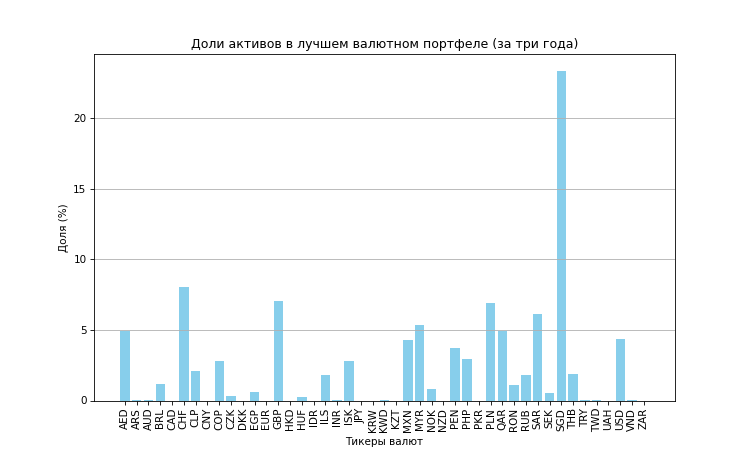 Доли активов в лучшем валютном портфеле (за три года)
Доля (%)
20
15
10
5
0
AED ARS AUD BRL CAD CHF CLP CNY COP CZK DKK EGP EUR GBP HKD HUF IDR ILS INR ISK JPY KRW KWD KZT MXN MYR NOK NZD PEN PHP PKR PLN QAR RON RUB SAR SEK SGD THB TRY TWD UAH USD VND ZAR
Тикеры валют